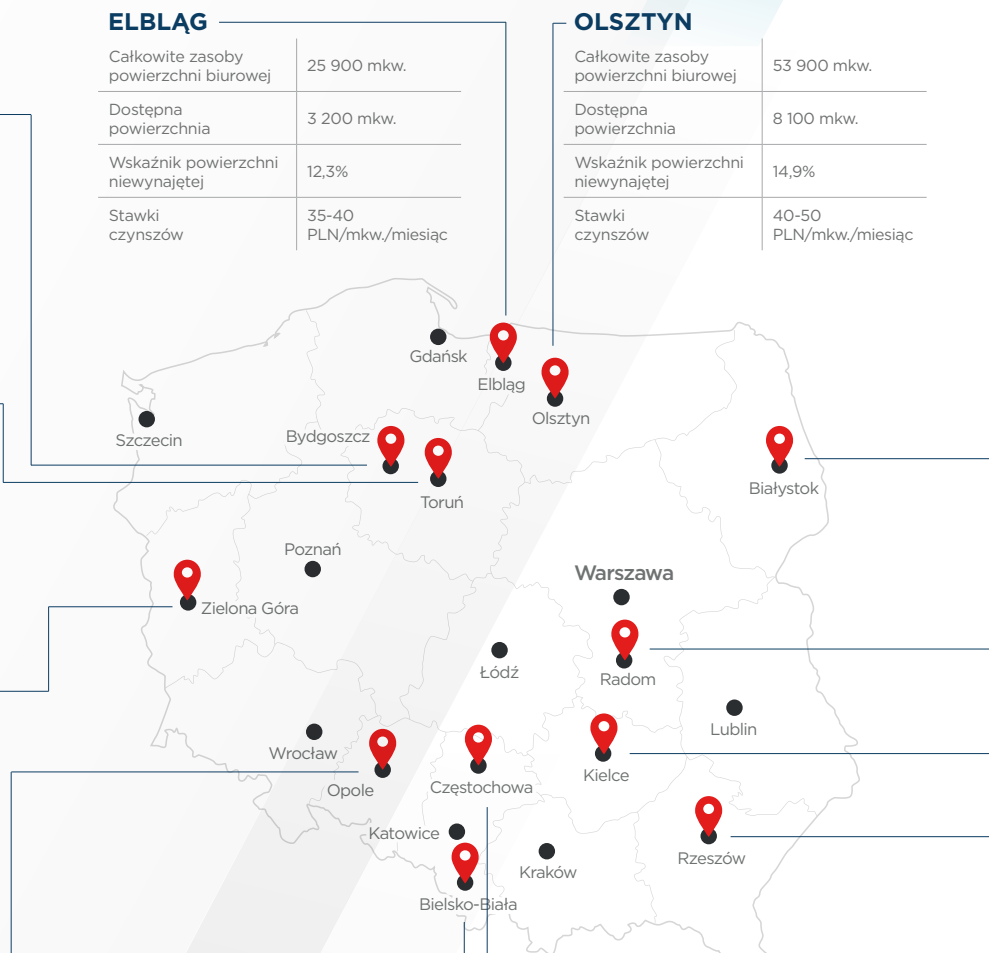 ELBLĄG
Całkowite zasoby
powierzchni biurowej
25 900 mkw.
Dostępna
powierzchnia
3 200 mkw.
Wskaźnik powierzchni
niewynajętej
12,3%
Stawki
czynszów
35-40
PLN/mkw./miesiąc
OLSZTYN
Całkowite zasoby
powierzchni biurowej
53 900 mkw.
Dostępna
powierzchnia
8 100 mkw.
Wskaźnik powierzchni
niewynajętej
14,9%
Stawki
czynszów
40-50
PLN/mkw./miesiąc
Gdańsk
Elbląg
Olsztyn
Szczecin
Bydgoszcz
Toruń
Białystok
Poznań
Warszawa
Zielona Góra
Łódź
Radom
Lublin
Wrocław
Opole
Częstochowa
Kielce
Katowice
Kraków
Rzeszów
Bielsko-Biała